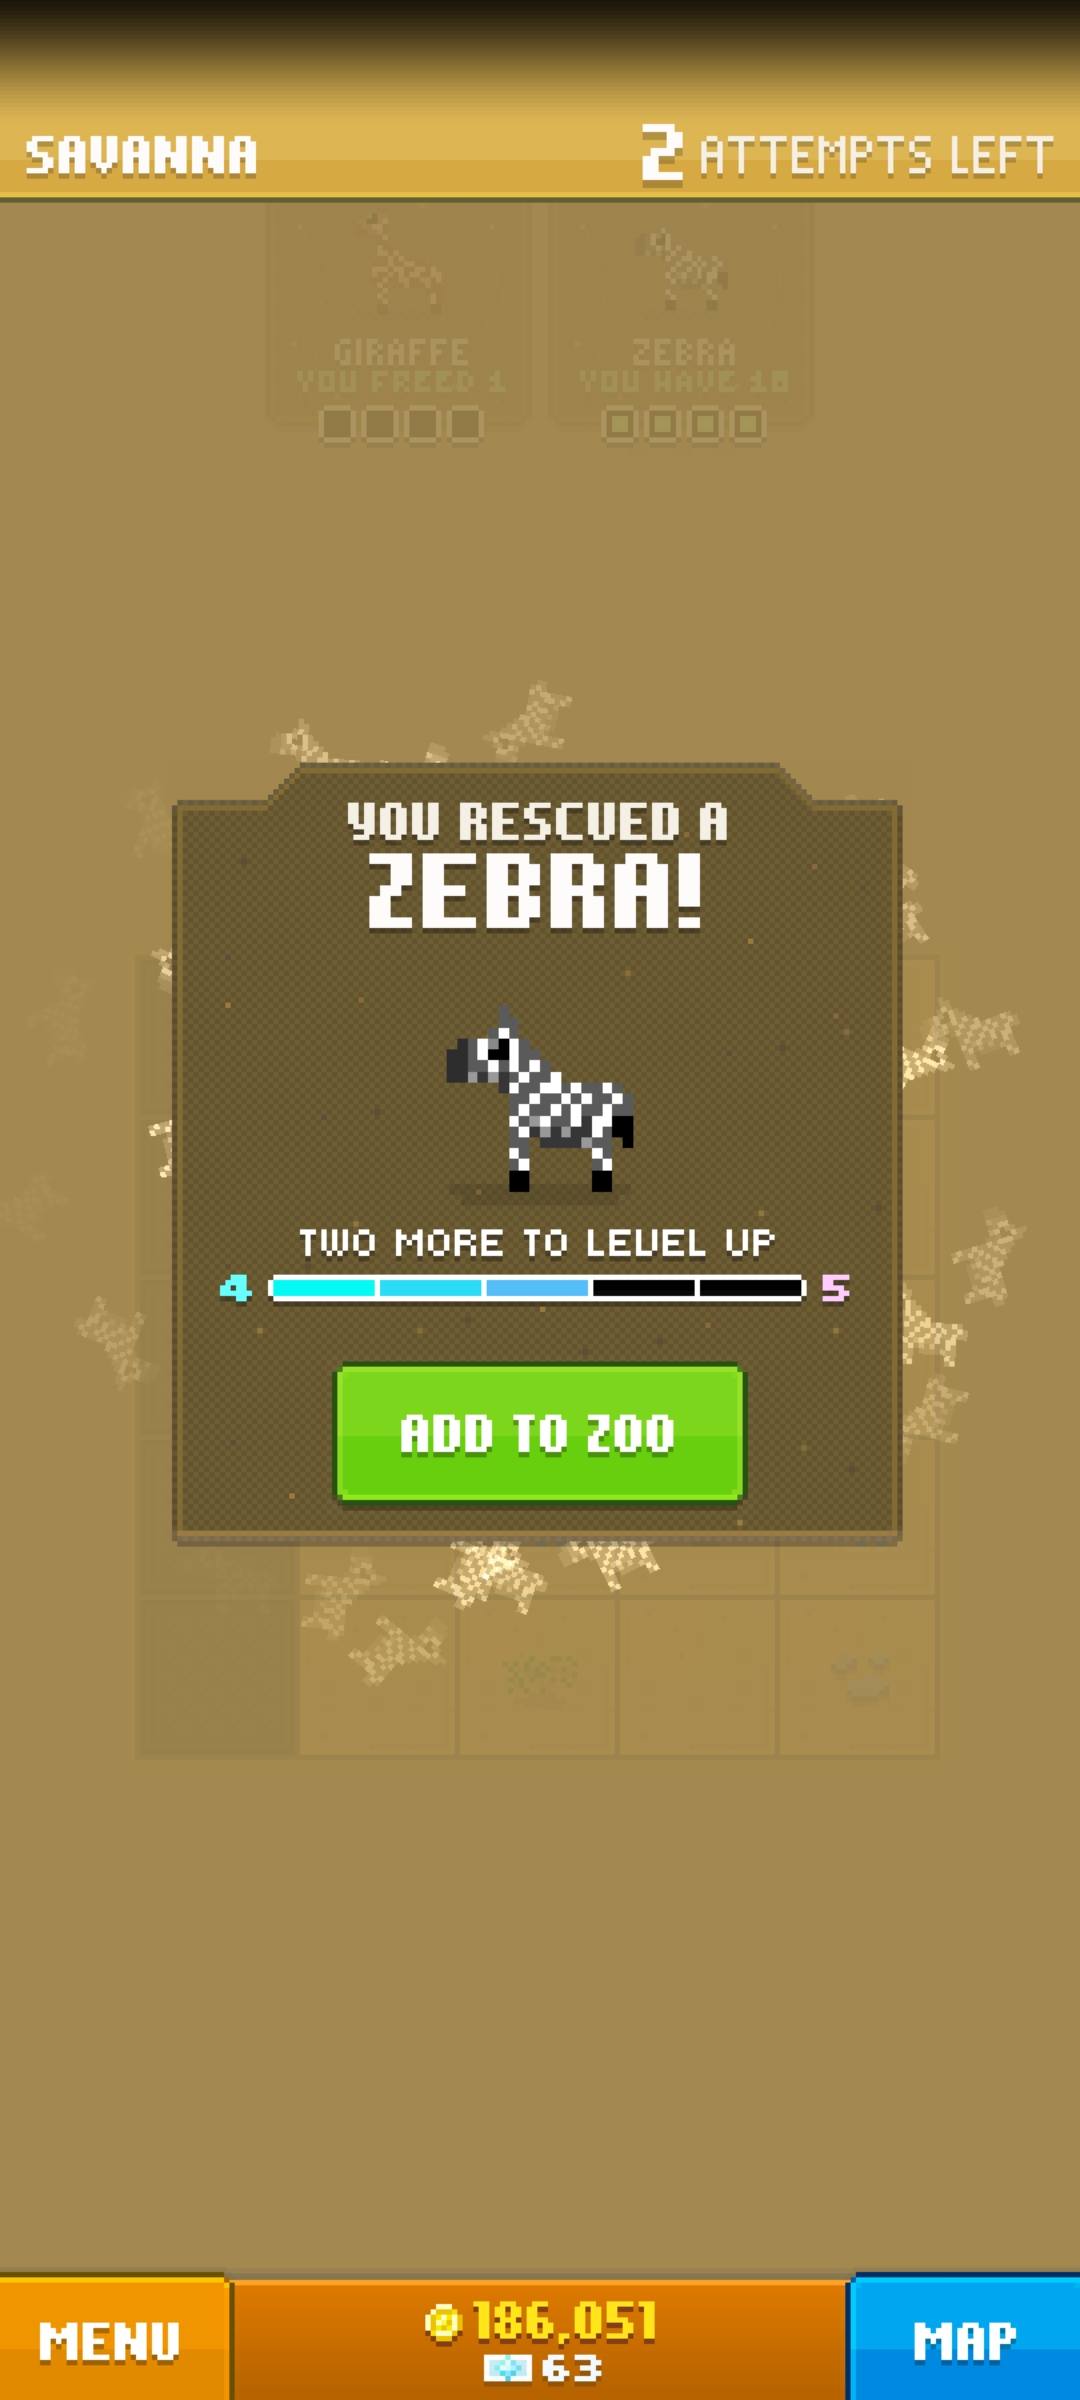 SAVANNA
2 ATTEMPTS LEFT
GIRAFFE
YOU FREED 1
ZEBRA
YOU HAVE 18
YOU RESCUED A
ZEBRA!
TWO MORE TO LEVEL UP
4
5
ADD TO ZOO
MENU
186,051
63
MAP